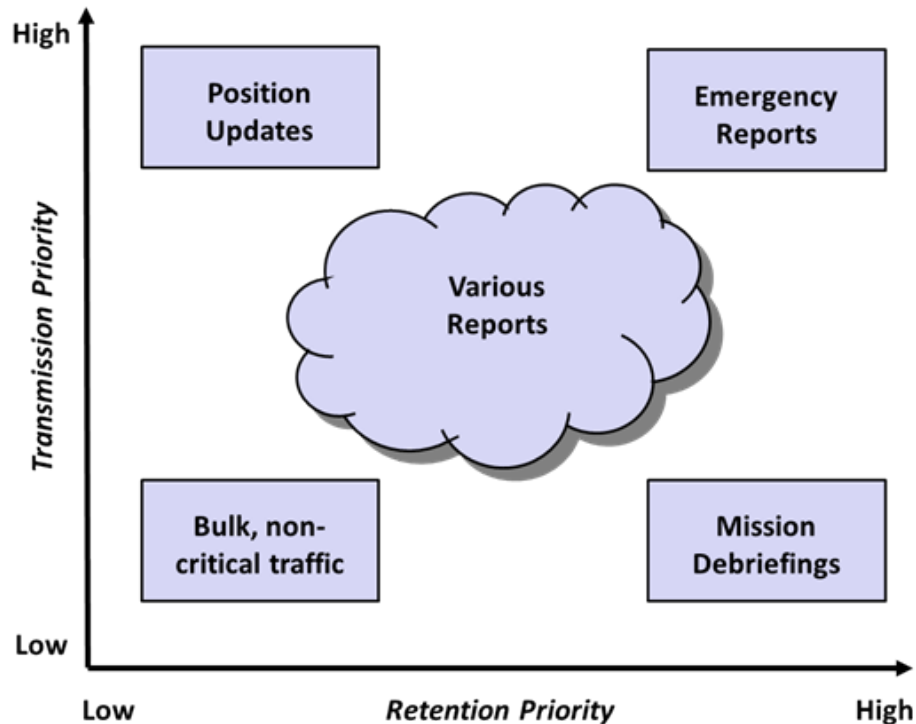 High
Position
Updates
Emergency
Reports
Transmission Priority
Various
Reports
Bulk, non-
critical traffic
Mission
Debriefings
Low
Low
Retention Priority
High